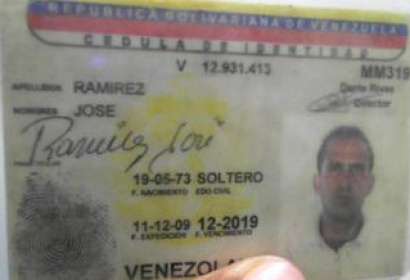 REPUBLICA BOLIVARIANA DE VENEZUELA
CEDULA DE IDENTIDAD
V 12.931.413
MM319
APELLIDOS RAMIREZ
Dante Rivas
Director
NOMBRES JOSE
Ramirez José
19-05-73 SOLTERO
F. NACIMIENTO EDO CIVIL
11-12-09 12-2019
F. EXPEDICION F. VENCIMIENTO
VENEZOLA